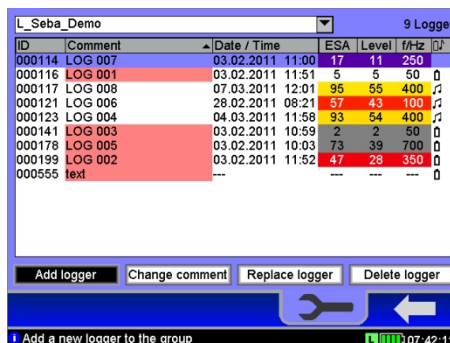 L_Seba_Demo 9 Logge
ID Comment Date / Time ESA Level f/Hz
000114 LOG 007 03.02.2011 11:00 17 11 250
000116 LOG 001 03.02.2011 11:51 5 5 50
000117 LOG 008 07.03.2011 12:01 95 55 400
000121 LOG 006 28.02.2011 08:21 57 43 100
000123 LOG 004 04.03.2011 11:58 93 54 400
000141 LOG 003 03.02.2011 10:59 2 2 50
000178 LOG 005 03.02.2011 10:03 73 39 700
000199 LOG 002 03.02.2011 11:52 47 28 350
000555 text --- --- --- ---
Add logger Change comment Replace logger Delete logger
i Add a new logger to the group L 07:42:1